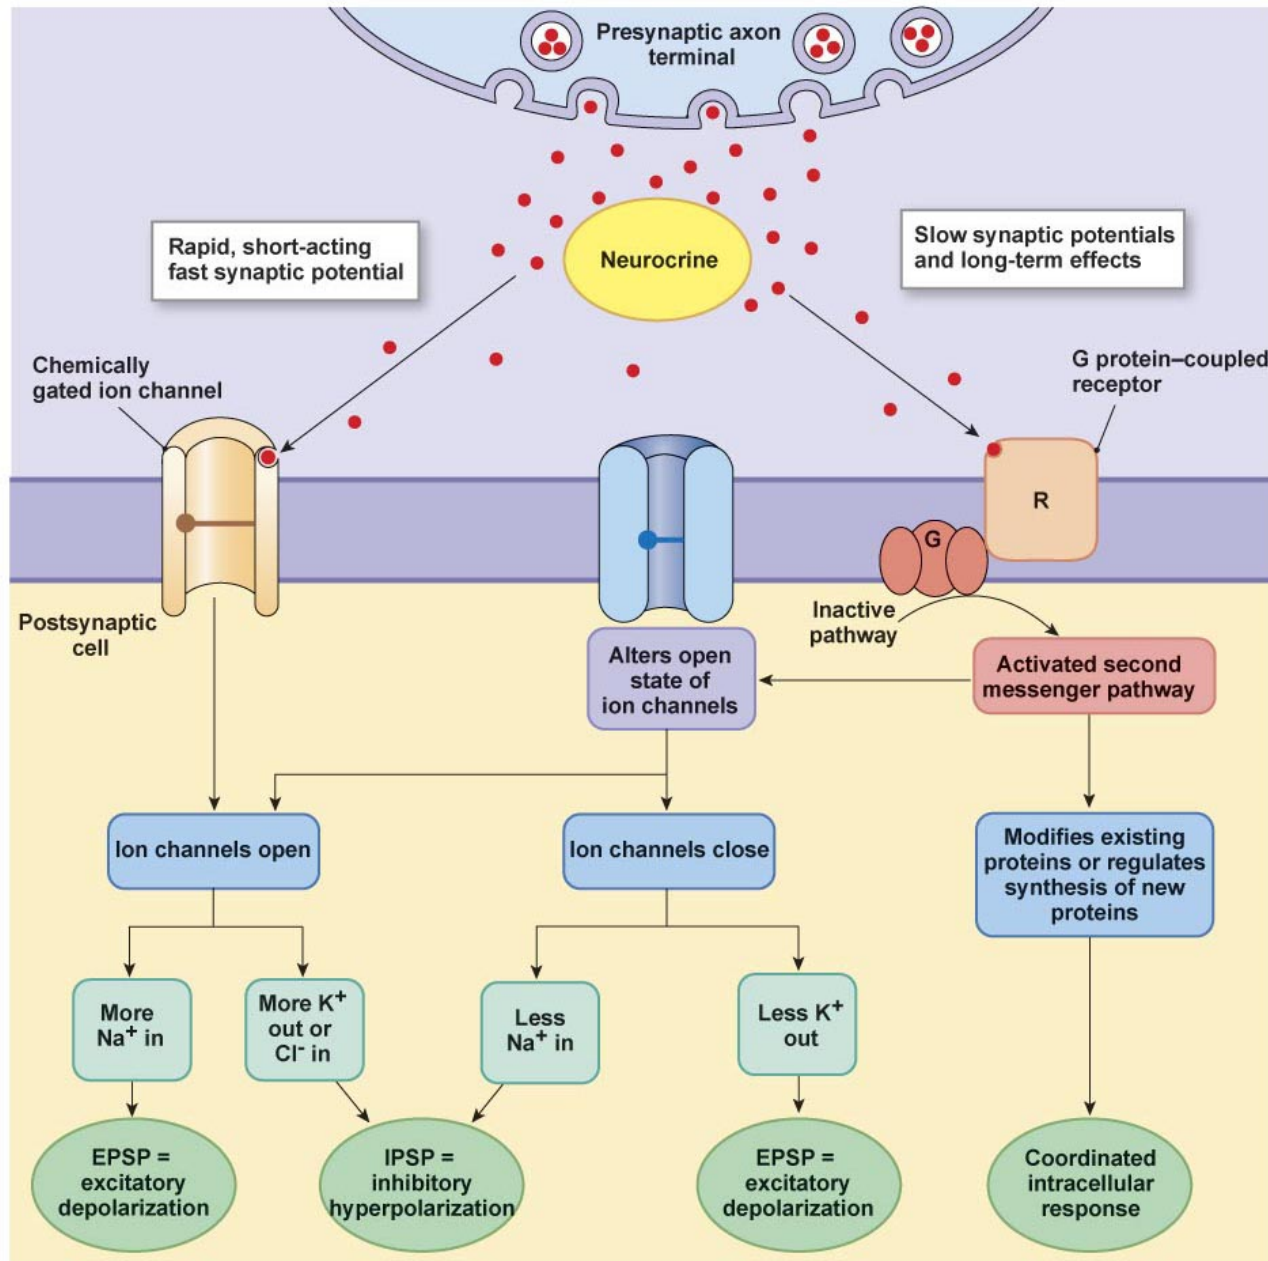 Presynaptic axon
terminal
Rapid, short-acting
fast synaptic potential
Neurocrine
Slow synaptic potentials
and long-term effects
Chemically
gated ion channel
G protein–coupled
receptor
R
G
Postsynaptic
cell
Inactive
pathway
Alters open
state of
ion channels
Activated second
messenger pathway
Ion channels open
Ion channels close
Modifies existing
proteins or regulates
synthesis of new
proteins
More
Na⁺ in
More K⁺
out or
Cl⁻ in
Less
Na⁺ in
Less K⁺
out
EPSP =
excitatory
depolarization
IPSP =
inhibitory
hyperpolarization
EPSP =
excitatory
depolarization
Coordinated
intracellular
response